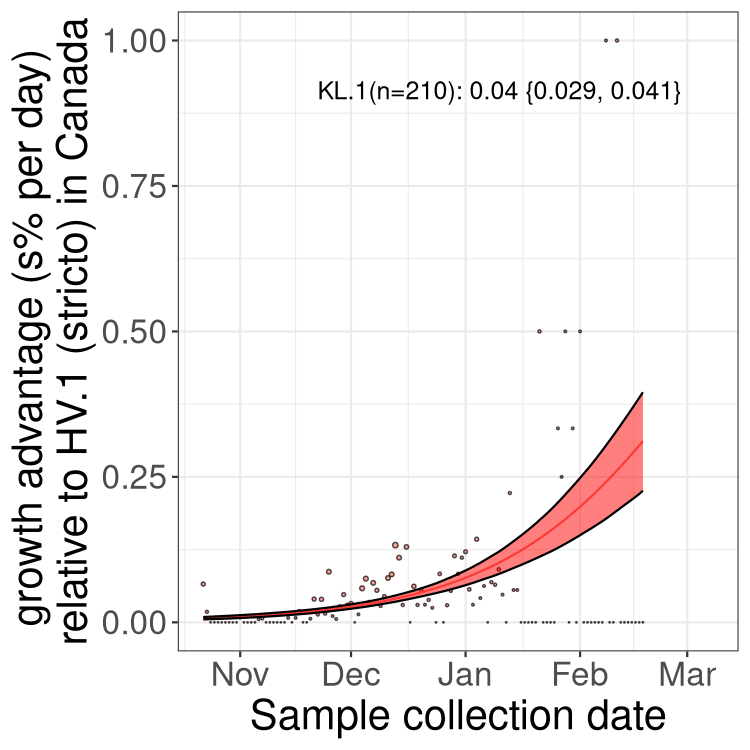 growth advantage (s% per day)
relative to HV.1 (stricto) in Canada
1.00
0.75
0.50
0.25
0.00
KL.1(n=210): 0.04 {0.029, 0.041}
Nov Dec Jan Feb Mar
Sample collection date